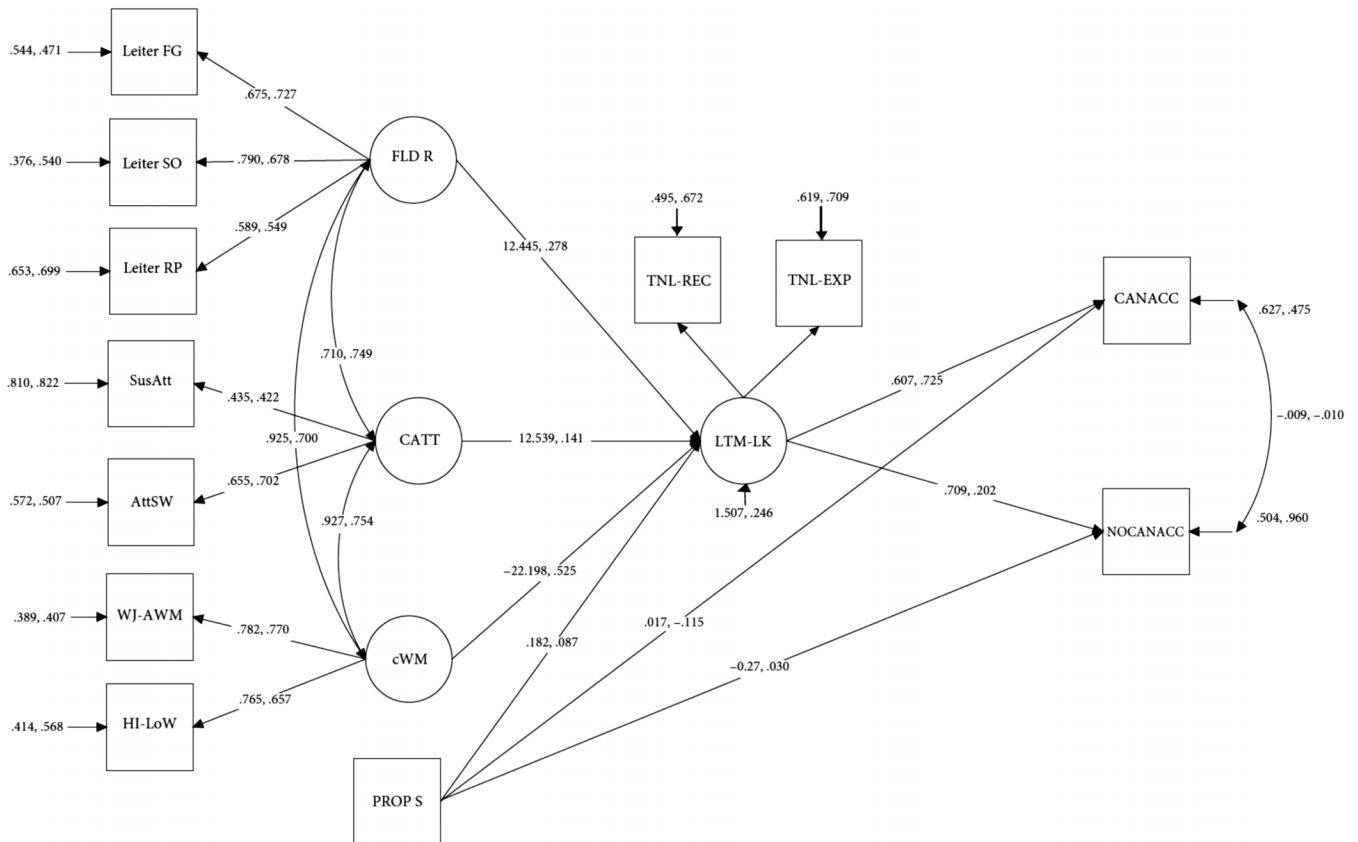 .544, .471
Leiter FG
.675, .727
.376, .540
Leiter SO
.790, .678
FLD R
.589, .549
.653, .699
Leiter RP
12.445, .278
.495, .672
.619, .709
TNL-REC
TNL-EXP
CANACC
.627, .475
.710, .749
.810, .822
SusAtt
.435, .422
.925, .700
CATT
12.539, .141
LTM-LK
.607, .725
-.009, -.010
.655, .702
.572, .507
AttSW
.927, .754
1.507, .246
.709, .202
NOCANACC
.504, .960
−22.198, .525
.389, .407
WJ-AWM
.782, .770
cWM
.182, .087
.017, -.115
−0.27, .030
.765, .657
.414, .568
HI-LoW
PROP S